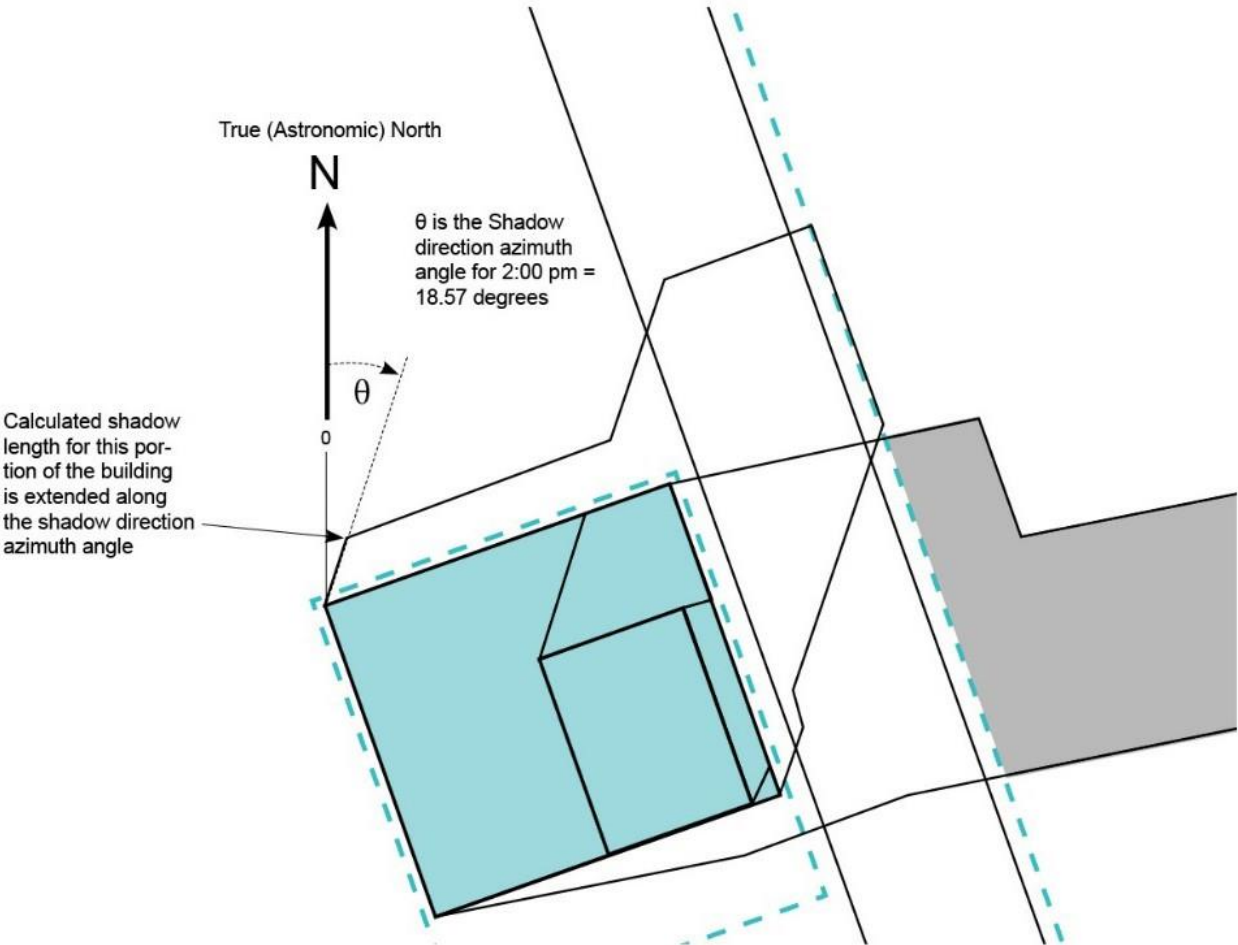 True (Astronomic) North
N
θ is the Shadow
direction azimuth
angle for 2:00 pm =
18.57 degrees
θ
Calculated shadow
length for this por-
tion of the building
is extended along
the shadow direction
azimuth angle
0